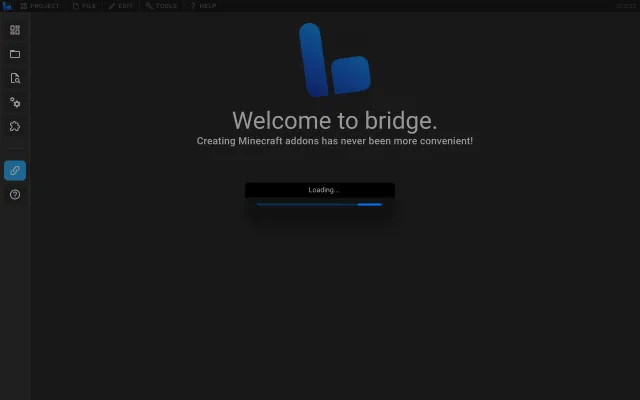 PROJECT FILE EDIT TOOLS HELP
Welcome to bridge.
Creating Minecraft addons has never been more convenient!
Loading...